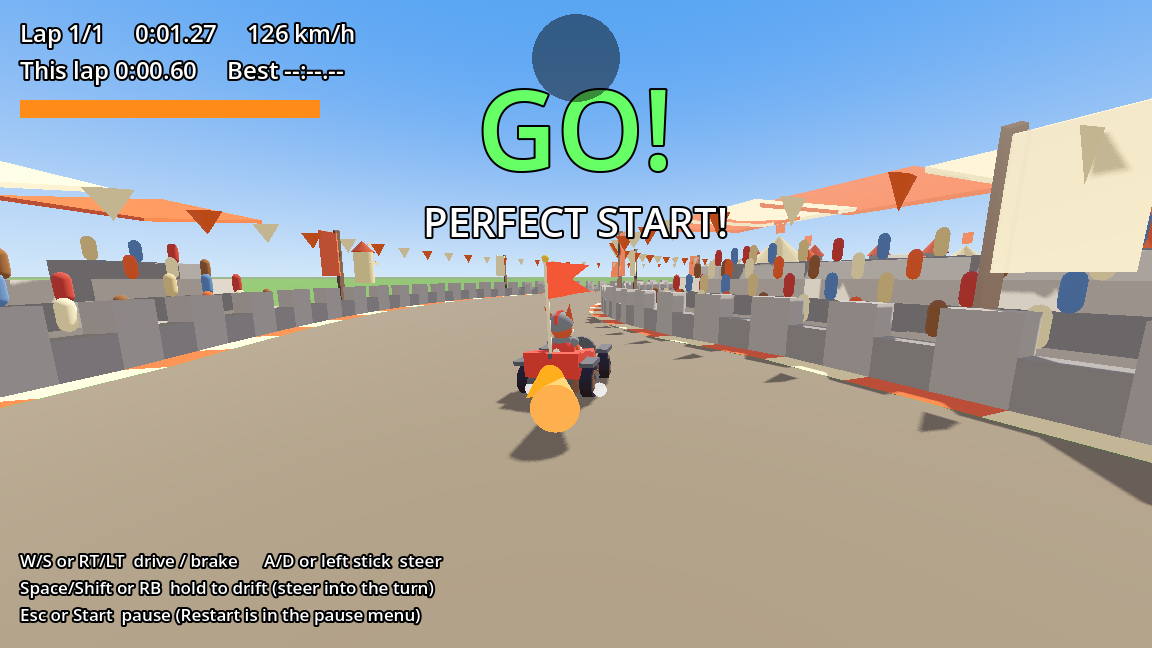 Lap 1/1 0:01.27 126 km/h
This lap 0:00.60 Best --:--.--
GO!
PERFECT START!
W/S or RT/LT drive / brake A/D or left stick steer
Space/Shift or RB hold to drift (steer into the turn)
Esc or Start pause (Restart is in the pause menu)